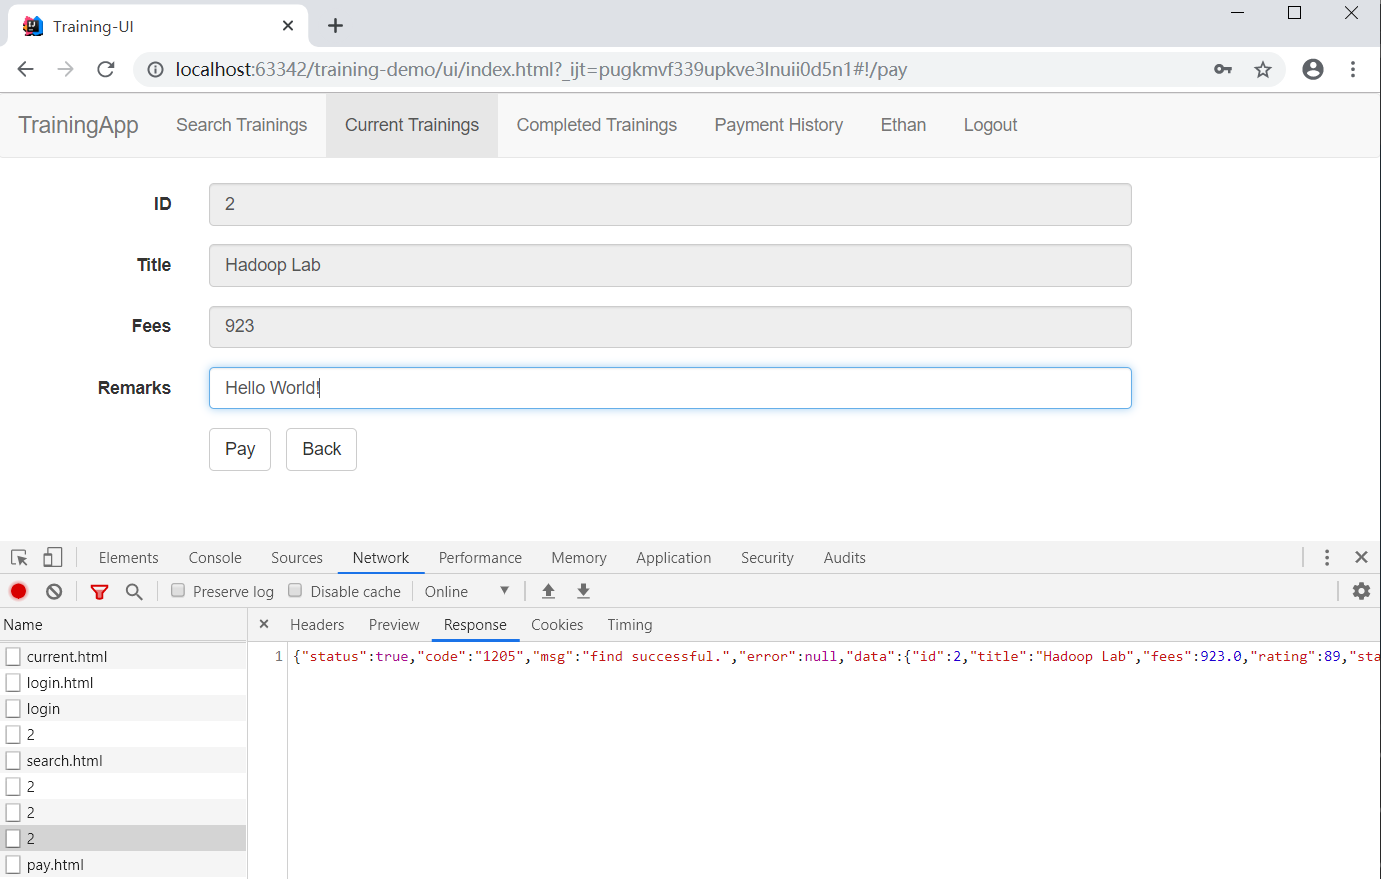 Training-UI
localhost:63342/training-demo/ui/index.html?_ijt=pugkmvf339upkve3lnuii0d5n1#!/pay
TrainingApp Search Trainings Current Trainings Completed Trainings Payment History Ethan Logout
ID 2
Title Hadoop Lab
Fees 923
Remarks Hello World!
Pay Back
Elements Console Sources Network Performance Memory Application Security Audits
Preserve log Disable cache Online
Name Headers Preview Response Cookies Timing
1 {"status":true,"code":"1205","msg":"find successful.","error":null,"data":{"id":2,"title":"Hadoop Lab","fees":923.0,"rating":89,"sta
current.html
login.html
login
2
search.html
2
2
2
pay.html